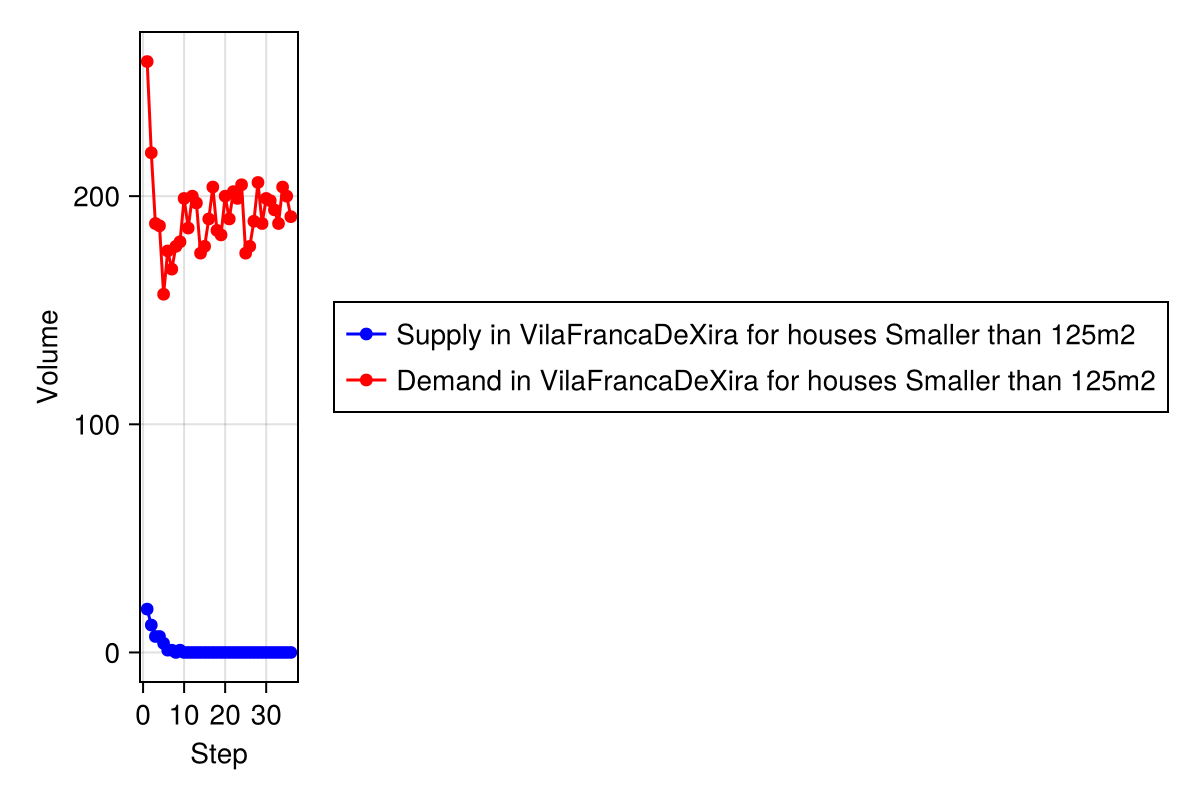 Volume
200
100
0
0 10 20 30
Step
Supply in VilaFrancaDeXira for houses Smaller than 125m2
Demand in VilaFrancaDeXira for houses Smaller than 125m2